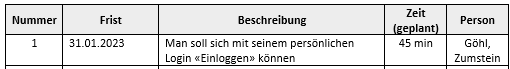 Nummer Frist Beschreibung Zeit (geplant) Person
1 31.01.2023 Man soll sich mit seinem persönlichen Login «Einloggen» können 45 min Göhl, Zumstein